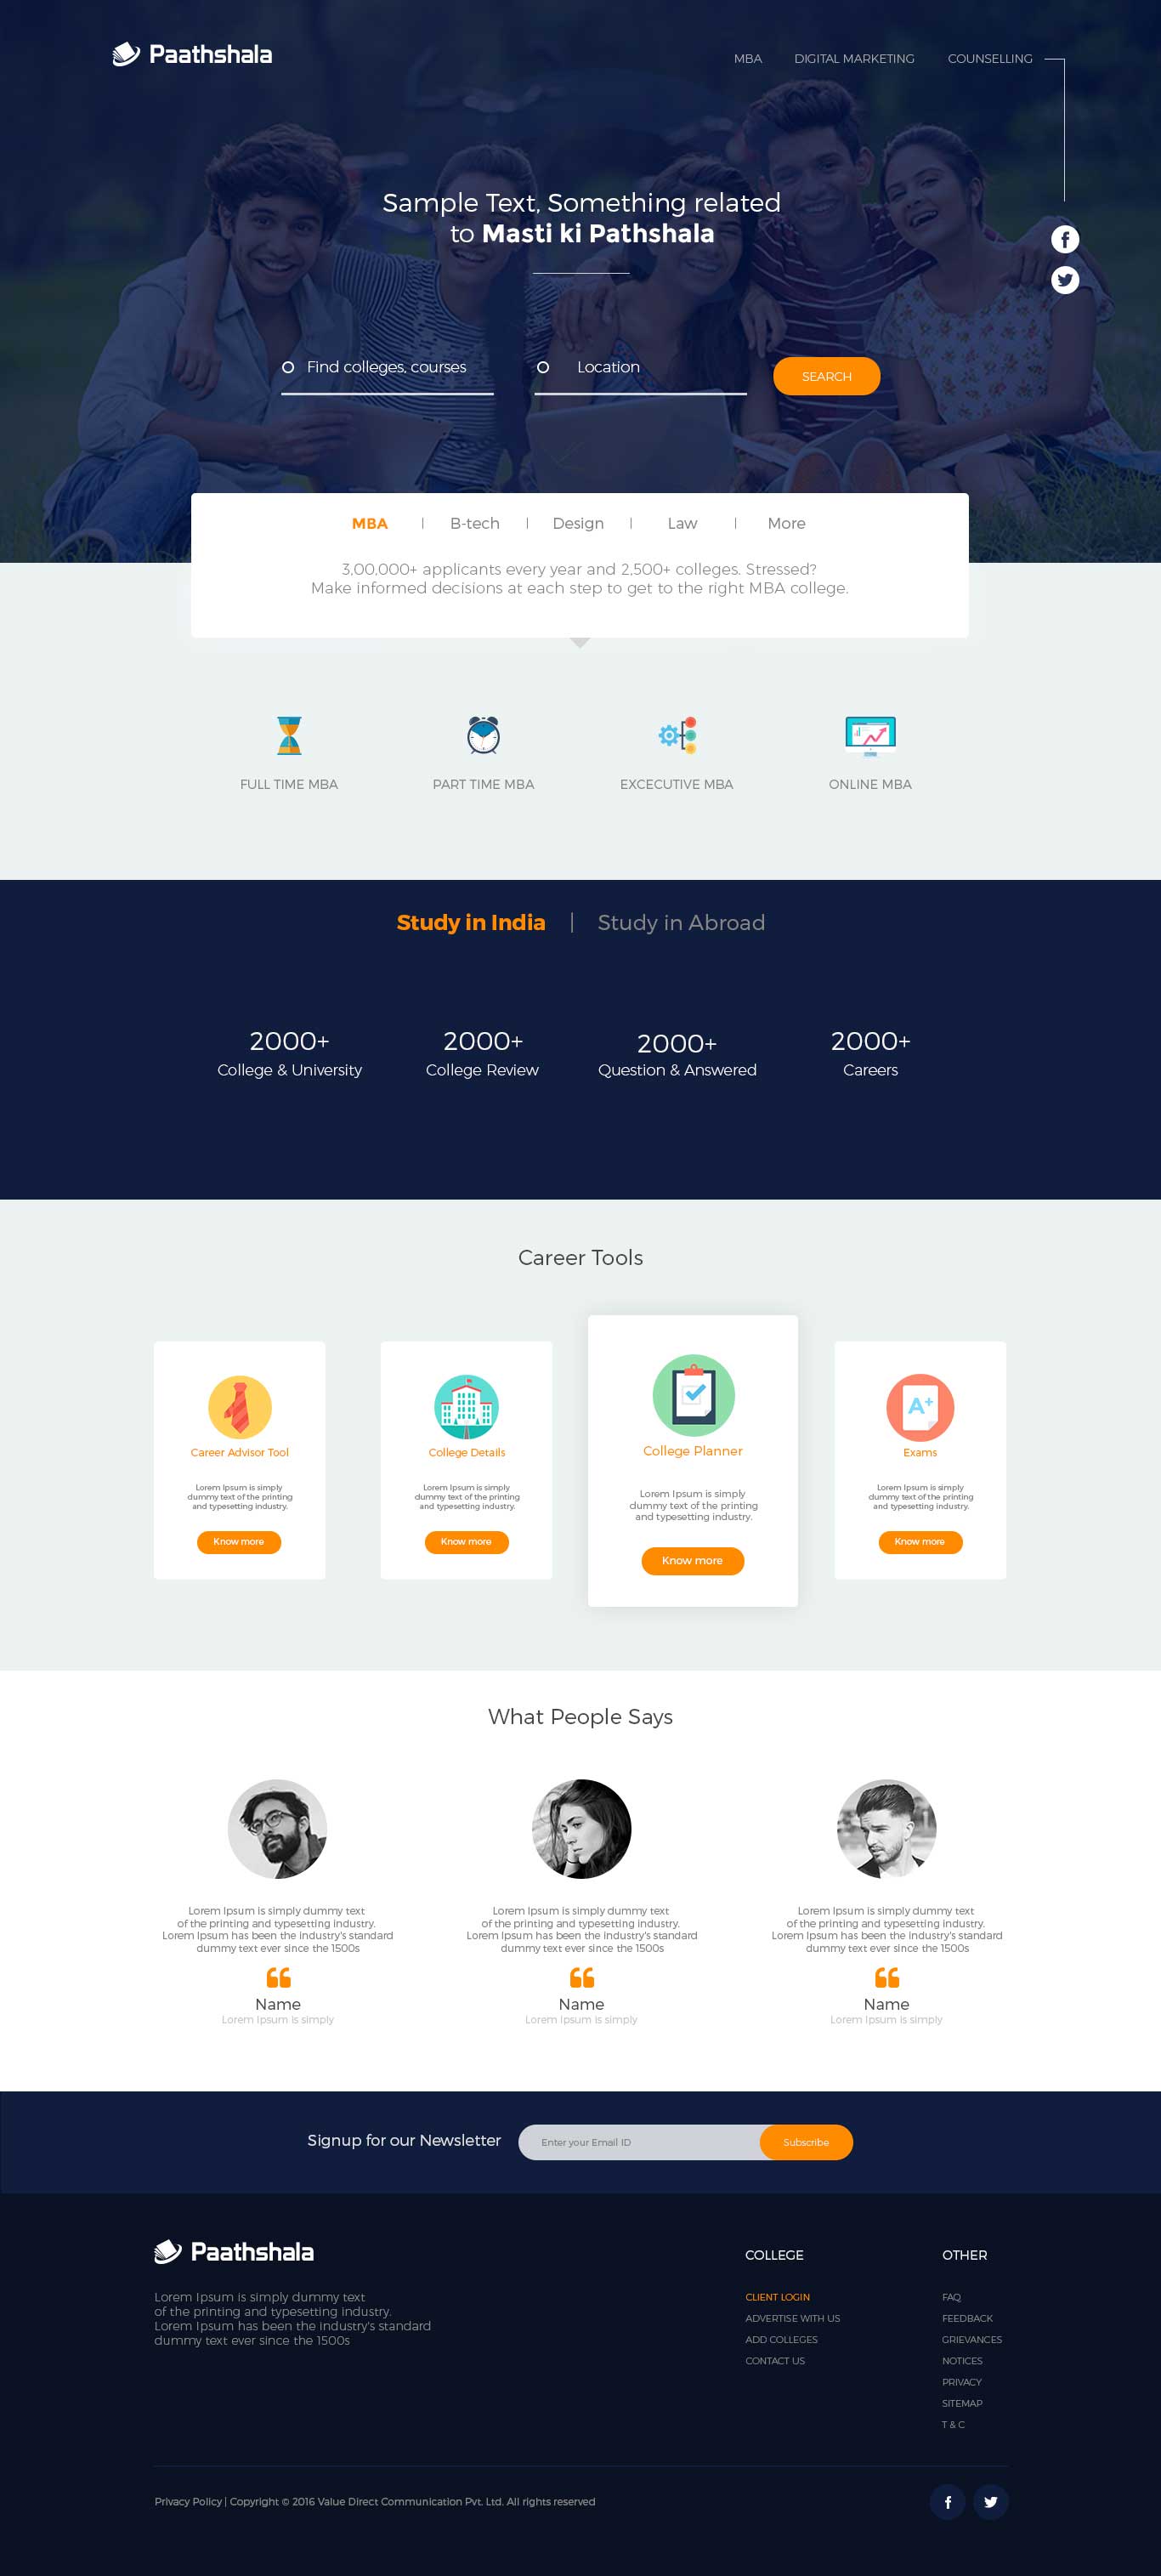 Paathshala
MBA
DIGITAL MARKETING
COUNSELLING
Sample Text, Something related
to Masti ki Pathshala
Find colleges, courses
Location
SEARCH
MBA
B-tech
Design
Law
More
3,00,000+ applicants every year and 2,500+ colleges. Stressed?
Make informed decisions at each step to get to the right MBA college.
FULL TIME MBA
PART TIME MBA
EXCECUTIVE MBA
ONLINE MBA
Study in India
Study in Abroad
2000+
College & University
2000+
College Review
2000+
Question & Answered
2000+
Careers
Career Tools
Career Advisor Tool
Lorem Ipsum is simply
dummy text of the printing
and typesetting industry.
Know more
College Details
Lorem Ipsum is simply
dummy text of the printing
and typesetting industry.
Know more
College Planner
Lorem Ipsum is simply
dummy text of the printing
and typesetting industry.
Know more
A+
Exams
Lorem Ipsum is simply
dummy text of the printing
and typesetting industry.
Know more
What People Says
Lorem Ipsum is simply dummy text
of the printing and typesetting industry.
Lorem Ipsum has been the industry's standard
dummy text ever since the 1500s
Name
Lorem Ipsum is simply
Lorem Ipsum is simply dummy text
of the printing and typesetting industry.
Lorem Ipsum has been the industry's standard
dummy text ever since the 1500s
Name
Lorem Ipsum is simply
Lorem Ipsum is simply dummy text
of the printing and typesetting industry.
Lorem Ipsum has been the industry's standard
dummy text ever since the 1500s
Name
Lorem Ipsum is simply
Signup for our Newsletter
Enter your Email ID
Subscribe
Paathshala
Lorem Ipsum is simply dummy text
of the printing and typesetting industry.
Lorem Ipsum has been the industry's standard
dummy text ever since the 1500s
COLLEGE
CLIENT LOGIN
ADVERTISE WITH US
ADD COLLEGES
CONTACT US
OTHER
FAQ
FEEDBACK
GRIEVANCES
NOTICES
PRIVACY
SITEMAP
T & C
Privacy Policy | Copyright © 2016 Value Direct Communication Pvt. Ltd. All rights reserved